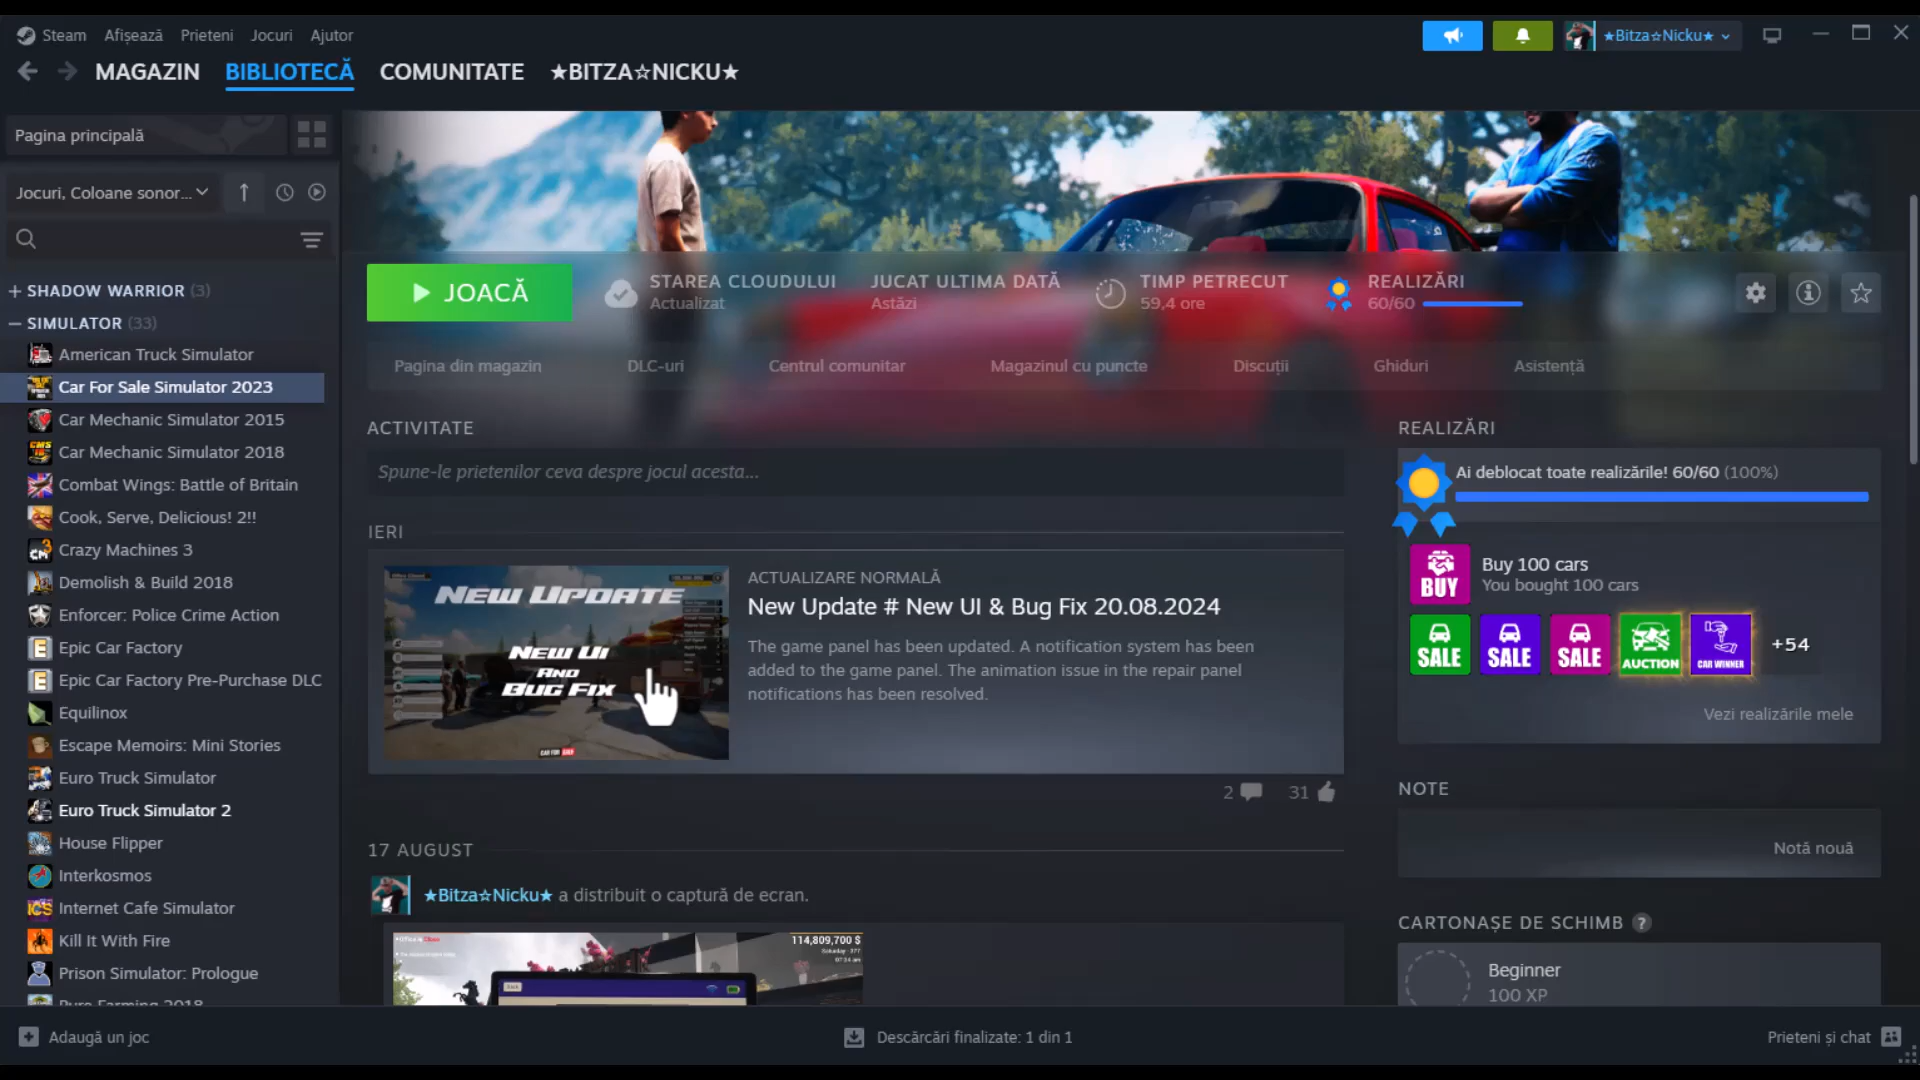 Steam Afișează Prieteni Jocuri Ajutor
★Bitza☆Nicku★
MAGAZIN BIBLIOTECĂ COMUNITATE ★BITZA☆NICKU★
Pagina principală
Jocuri, Coloane sonor...
SHADOW WARRIOR (3)
SIMULATOR (33)
American Truck Simulator
Car For Sale Simulator 2023
Car Mechanic Simulator 2015
Car Mechanic Simulator 2018
Combat Wings: Battle of Britain
Cook, Serve, Delicious! 2!!
Crazy Machines 3
Demolish & Build 2018
Enforcer: Police Crime Action
Epic Car Factory
Epic Car Factory Pre-Purchase DLC
Equilinox
Escape Memoirs: Mini Stories
Euro Truck Simulator
Euro Truck Simulator 2
House Flipper
Interkosmos
Internet Cafe Simulator
Kill It With Fire
Prison Simulator: Prologue
Pure Farming 2018
JOACĂ
STAREA CLOUDULUI
Actualizat
JUCAT ULTIMA DATĂ
Astăzi
TIMP PETRECUT
59,4 ore
REALIZĂRI
60/60
Pagina din magazin DLC-uri Centrul comunitar Magazinul cu puncte Discuții Ghiduri Asistență
ACTIVITATE
Spune-le prietenilor ceva despre jocul acesta...
IERI
NEW UPDATE
NEW UI
AND
BUG FIX
CAR FOR SALE
ACTUALIZARE NORMALĂ
New Update # New UI & Bug Fix 20.08.2024
The game panel has been updated. A notification system has been
added to the game panel. The animation issue in the repair panel
notifications has been resolved.
2 31
17 AUGUST
★Bitza☆Nicku★ a distribuit o captură de ecran.
114,809,700 $
REALIZĂRI
Ai deblocat toate realizările! 60/60 (100%)
BUY
Buy 100 cars
You bought 100 cars
SALE SALE SALE AUCTION CAR WINNER +54
Vezi realizările mele
NOTE
Notă nouă
CARTONAȘE DE SCHIMB ?
Beginner
100 XP
Adaugă un joc
Descărcări finalizate: 1 din 1
Prieteni și chat